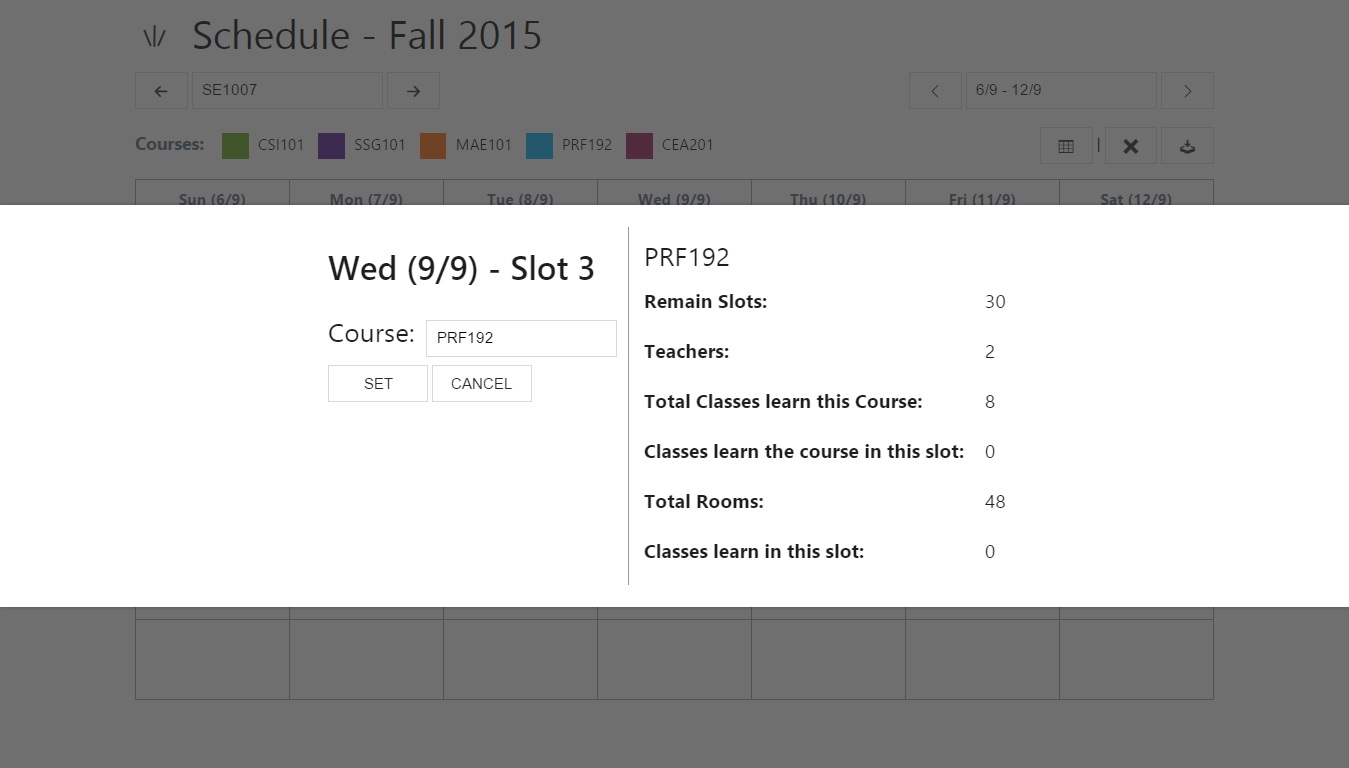 Schedule - Fall 2015
SE1007
6/9 - 12/9
Courses: CSI101 SSG101 MAE101 PRF192 CEA201
Sun (6/9) Mon (7/9) Tue (8/9) Wed (9/9) Thu (10/9) Fri (11/9) Sat (12/9)
Wed (9/9) - Slot 3
Course: PRF192
SET CANCEL
PRF192
Remain Slots: 30
Teachers: 2
Total Classes learn this Course: 8
Classes learn the course in this slot: 0
Total Rooms: 48
Classes learn in this slot: 0